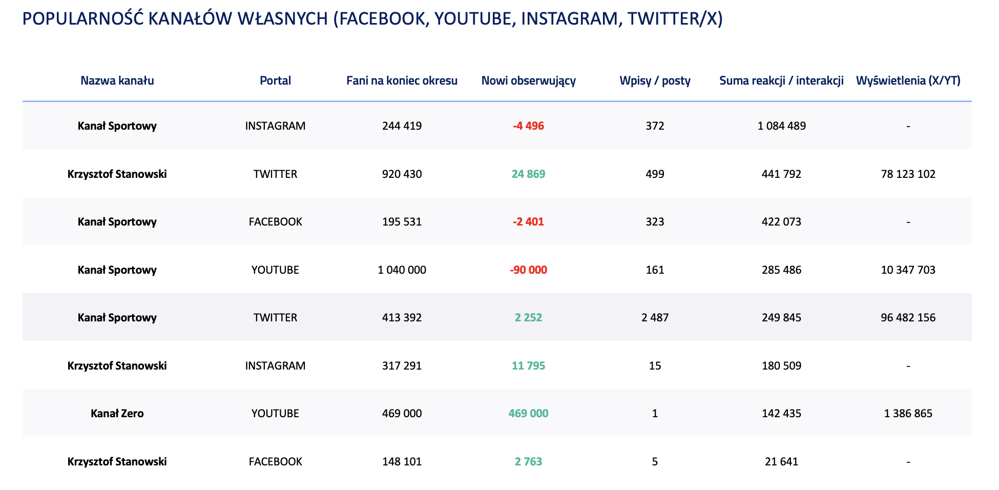 POPULARNOŚĆ KANAŁÓW WŁASNYCH (FACEBOOK, YOUTUBE, INSTAGRAM, TWITTER/X)
Nazwa kanału Portal Fani na koniec okresu Nowi obserwujący Wpisy / posty Suma reakcji / interakcji Wyświetlenia (X/YT)
Kanał Sportowy INSTAGRAM 244 419 -4 496 372 1 084 489 -
Krzysztof Stanowski TWITTER 920 430 24 869 499 441 792 78 123 102
Kanał Sportowy FACEBOOK 195 531 -2 401 323 422 073 -
Kanał Sportowy YOUTUBE 1 040 000 -90 000 161 285 486 10 347 703
Kanał Sportowy TWITTER 413 392 2 252 2 487 249 845 96 482 156
Krzysztof Stanowski INSTAGRAM 317 291 11 795 15 180 509 -
Kanał Zero YOUTUBE 469 000 469 000 1 142 435 1 386 865
Krzysztof Stanowski FACEBOOK 148 101 2 763 5 21 641 -